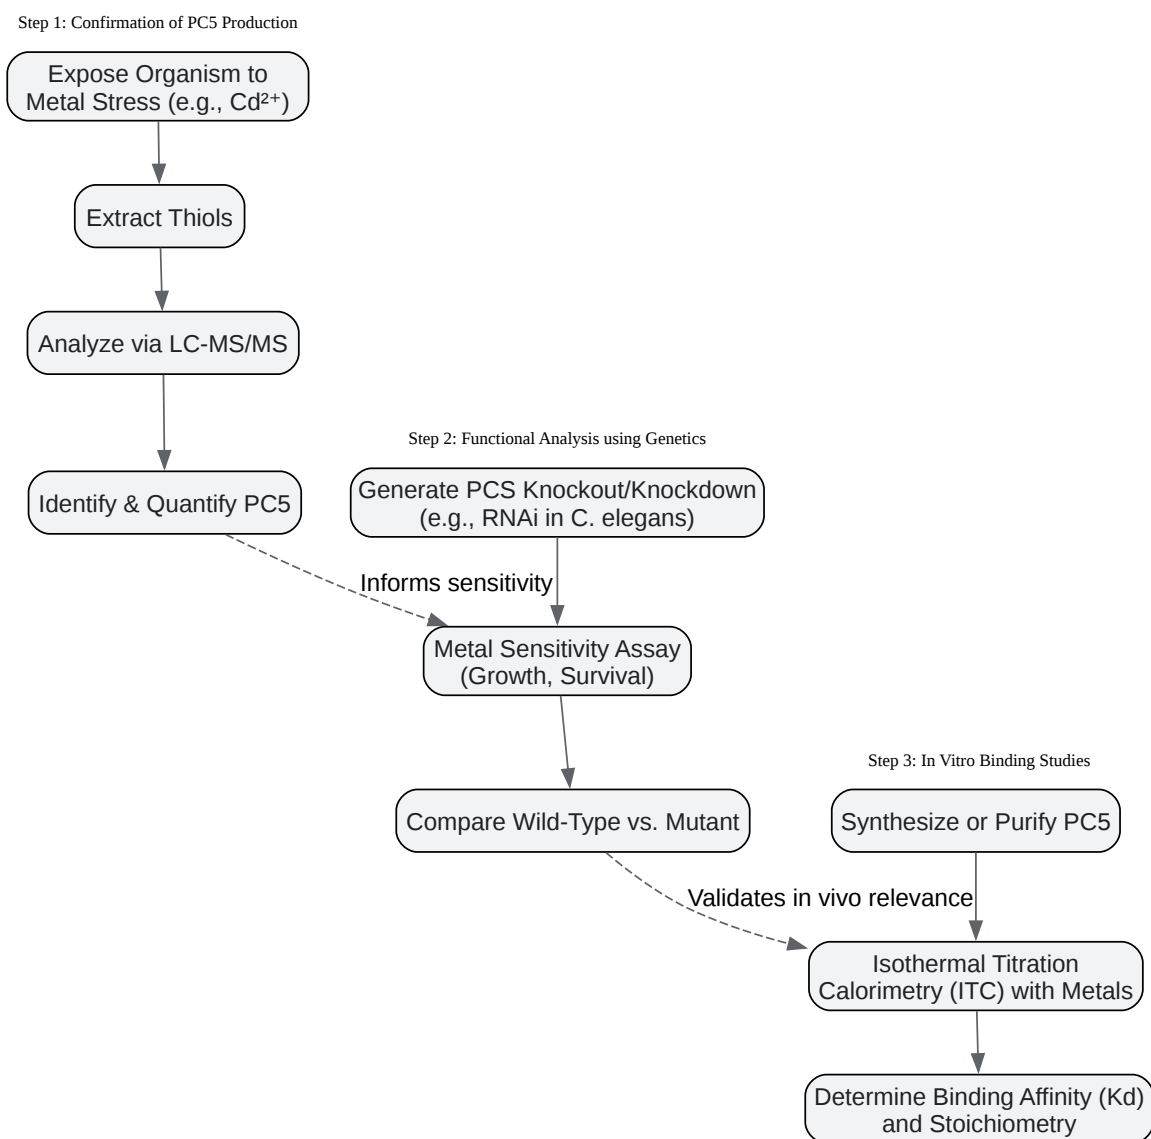 Step 1: Confirmation of PC5 Production
Expose Organism to
Metal Stress (e.g., Cd²⁺)
Extract Thiols
Analyze via LC-MS/MS
Identify & Quantify PC5
Step 2: Functional Analysis using Genetics
Generate PCS Knockout/Knockdown
(e.g., RNAi in C. elegans)
Informs sensitivity
Metal Sensitivity Assay
(Growth, Survival)
Compare Wild-Type vs. Mutant
Step 3: In Vitro Binding Studies
Synthesize or Purify PC5
Validates in vivo relevance
Isothermal Titration
Calorimetry (ITC) with Metals
Determine Binding Affinity (Kd)
and Stoichiometry